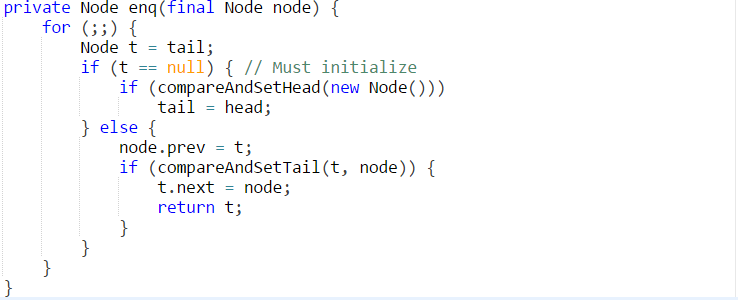 private Node enq(final Node node) {
    for (;;) {
        Node t = tail;
        if (t == null) { // Must initialize
            if (compareAndSetHead(new Node()))
                tail = head;
        } else {
            node.prev = t;
            if (compareAndSetTail(t, node)) {
                t.next = node;
                return t;
            }
        }
    }
}